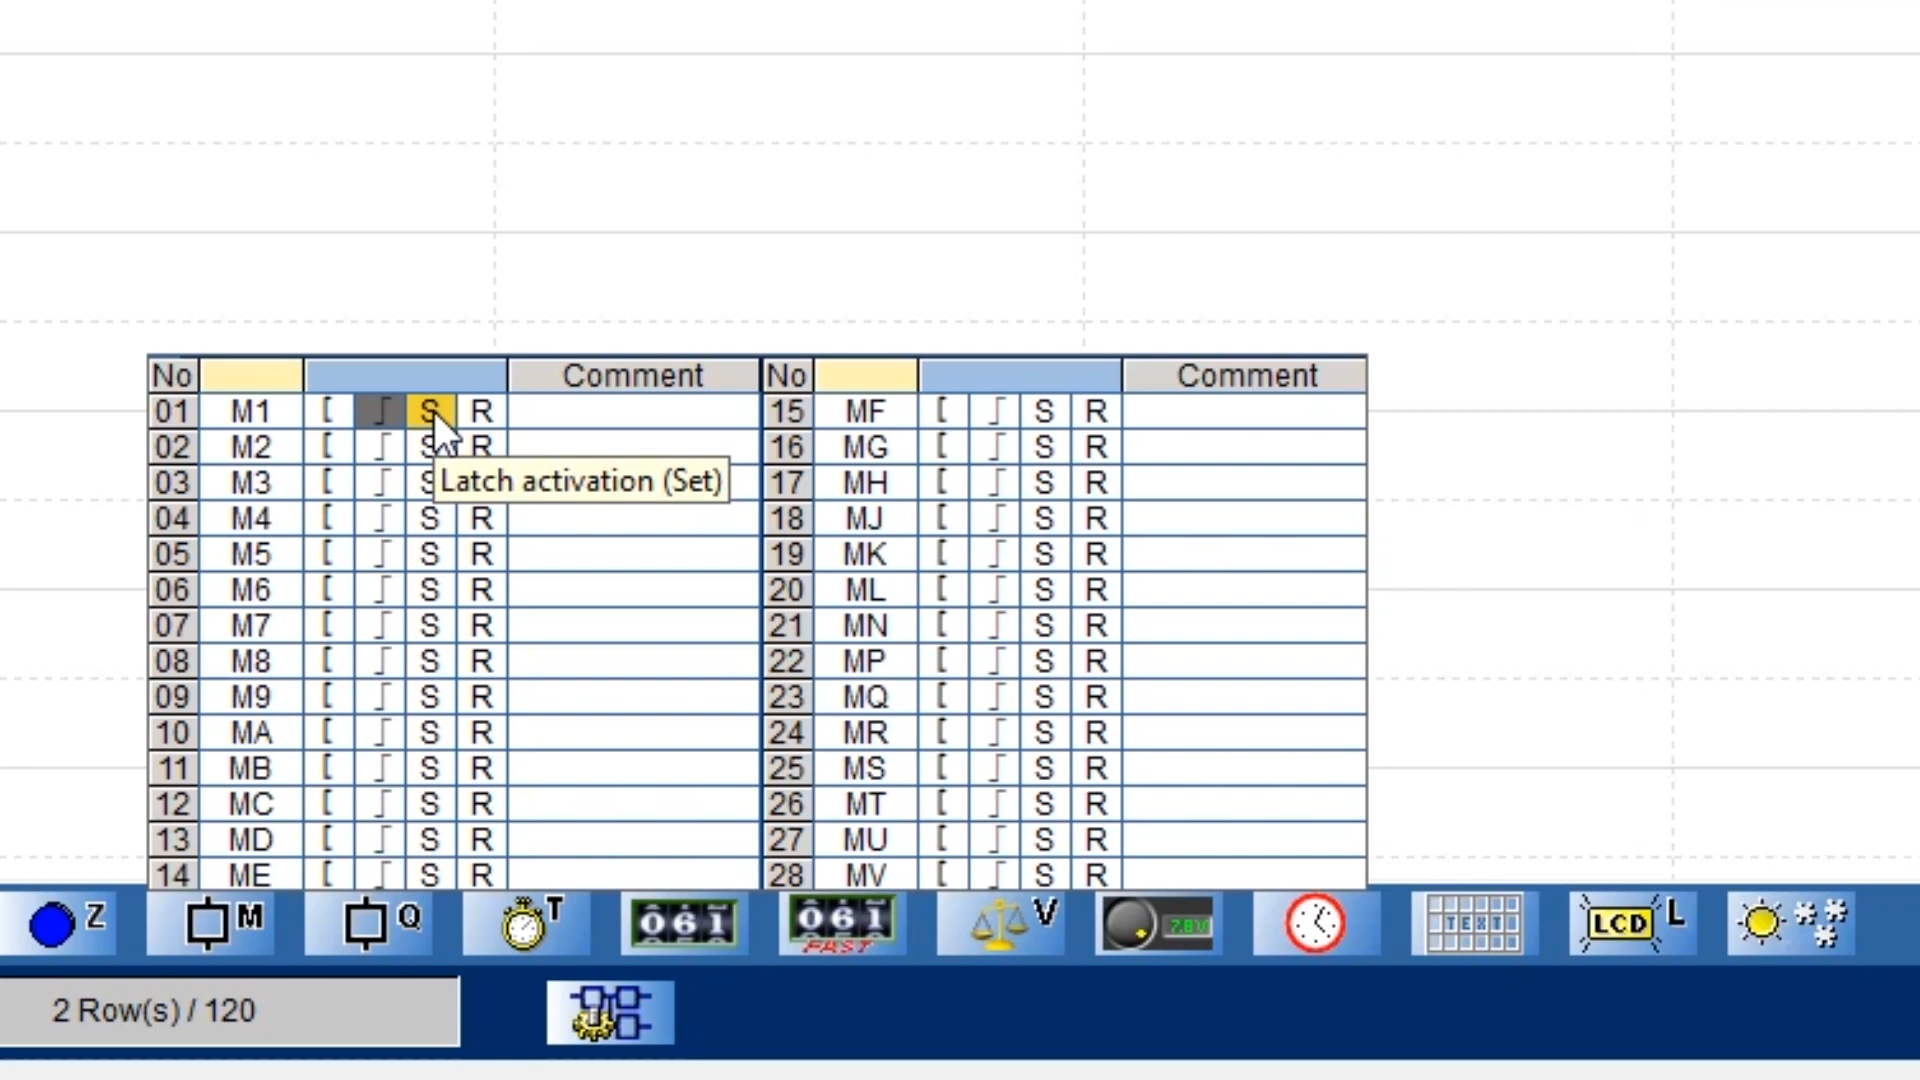 No Comment No Comment
01 M1 [ ∫ S R 15 MF [ ∫ S R
02 M2 [ ∫ S R 16 MG [ ∫ S R
03 M3 [ ∫ S 17 MH [ ∫ S R
Latch activation (Set)
04 M4 [ ∫ S R 18 MJ [ ∫ S R
05 M5 [ ∫ S R 19 MK [ ∫ S R
06 M6 [ ∫ S R 20 ML [ ∫ S R
07 M7 [ ∫ S R 21 MN [ ∫ S R
08 M8 [ ∫ S R 22 MP [ ∫ S R
09 M9 [ ∫ S R 23 MQ [ ∫ S R
10 MA [ ∫ S R 24 MR [ ∫ S R
11 MB [ ∫ S R 25 MS [ ∫ S R
12 MC [ ∫ S R 26 MT [ ∫ S R
13 MD [ ∫ S R 27 MU [ ∫ S R
14 ME [ ∫ S R 28 MV [ ∫ S R
Z M Q T 061 061 FAST V 7.8V TEXT LCD L
2 Row(s) / 120